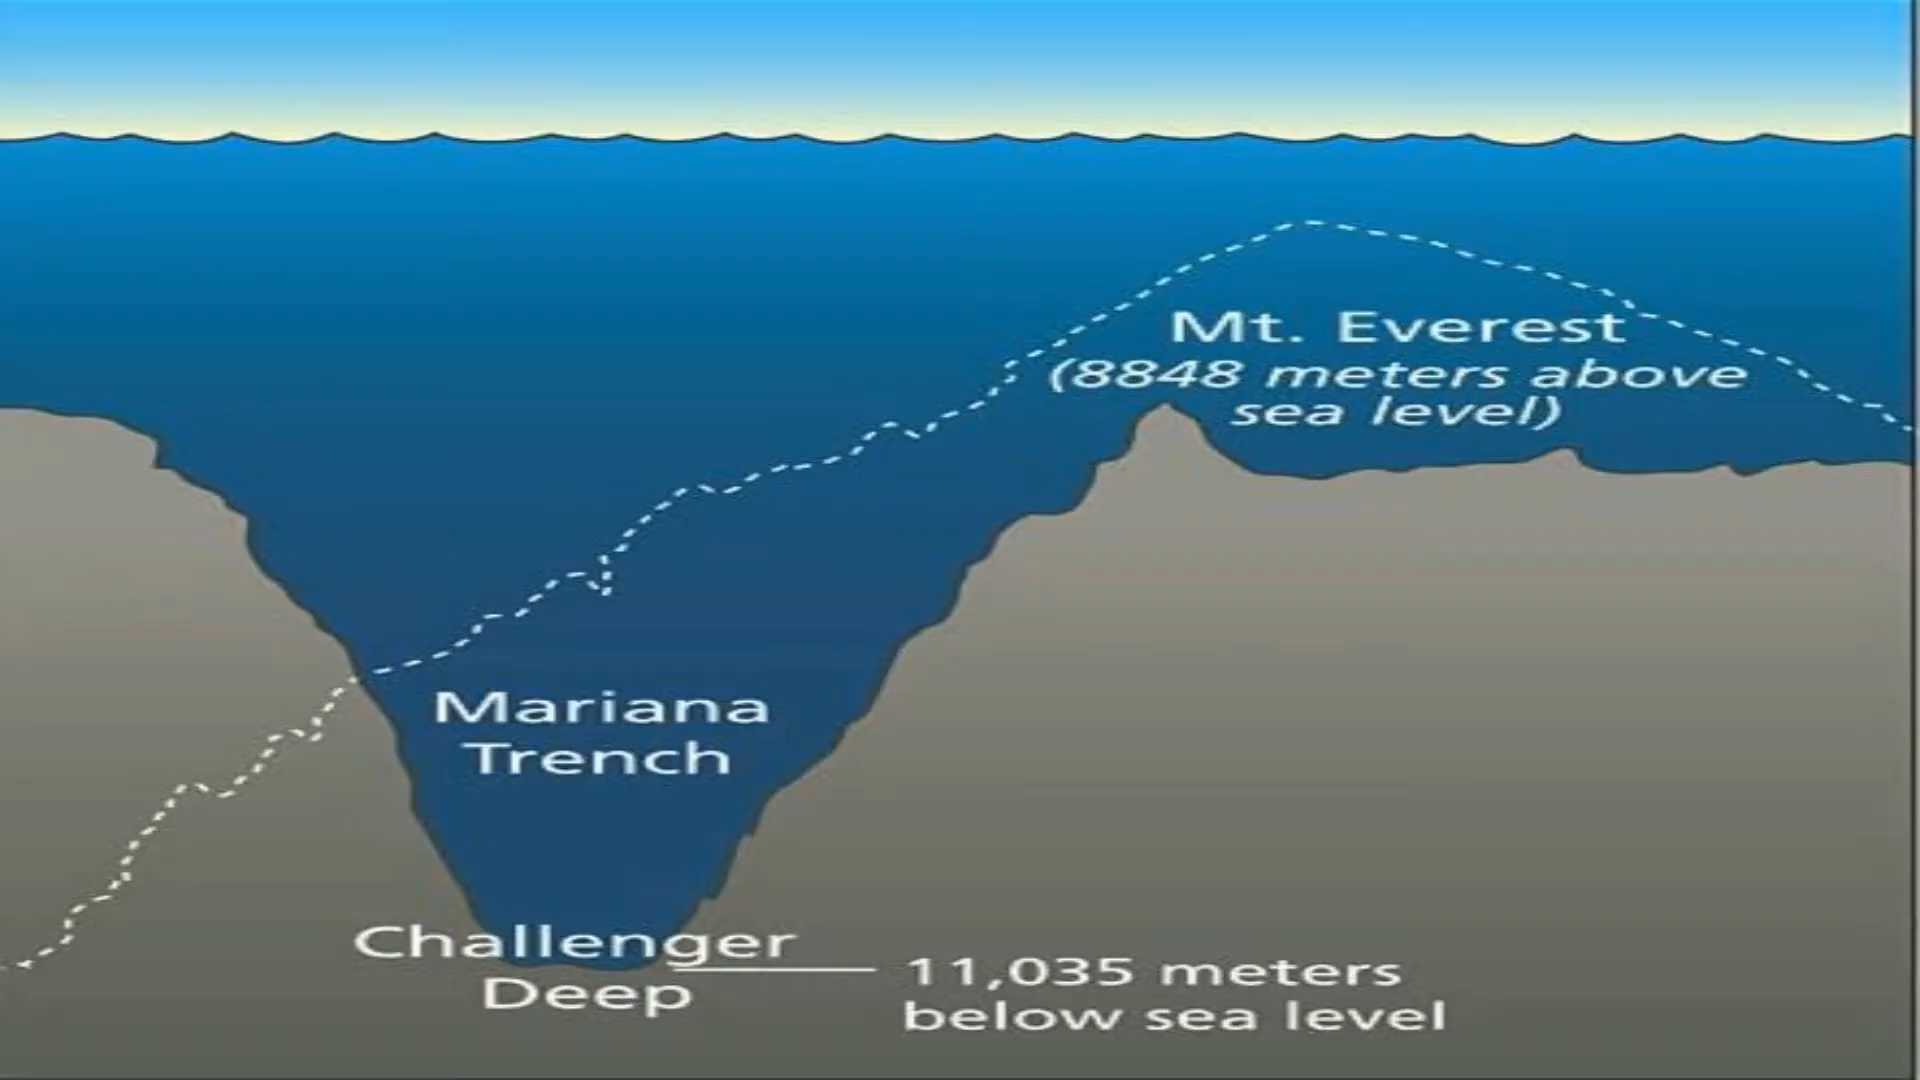 Mt. Everest
(8848 meters above
sea level)
Mariana
Trench
Challenger
Deep
11,035 meters
below sea level